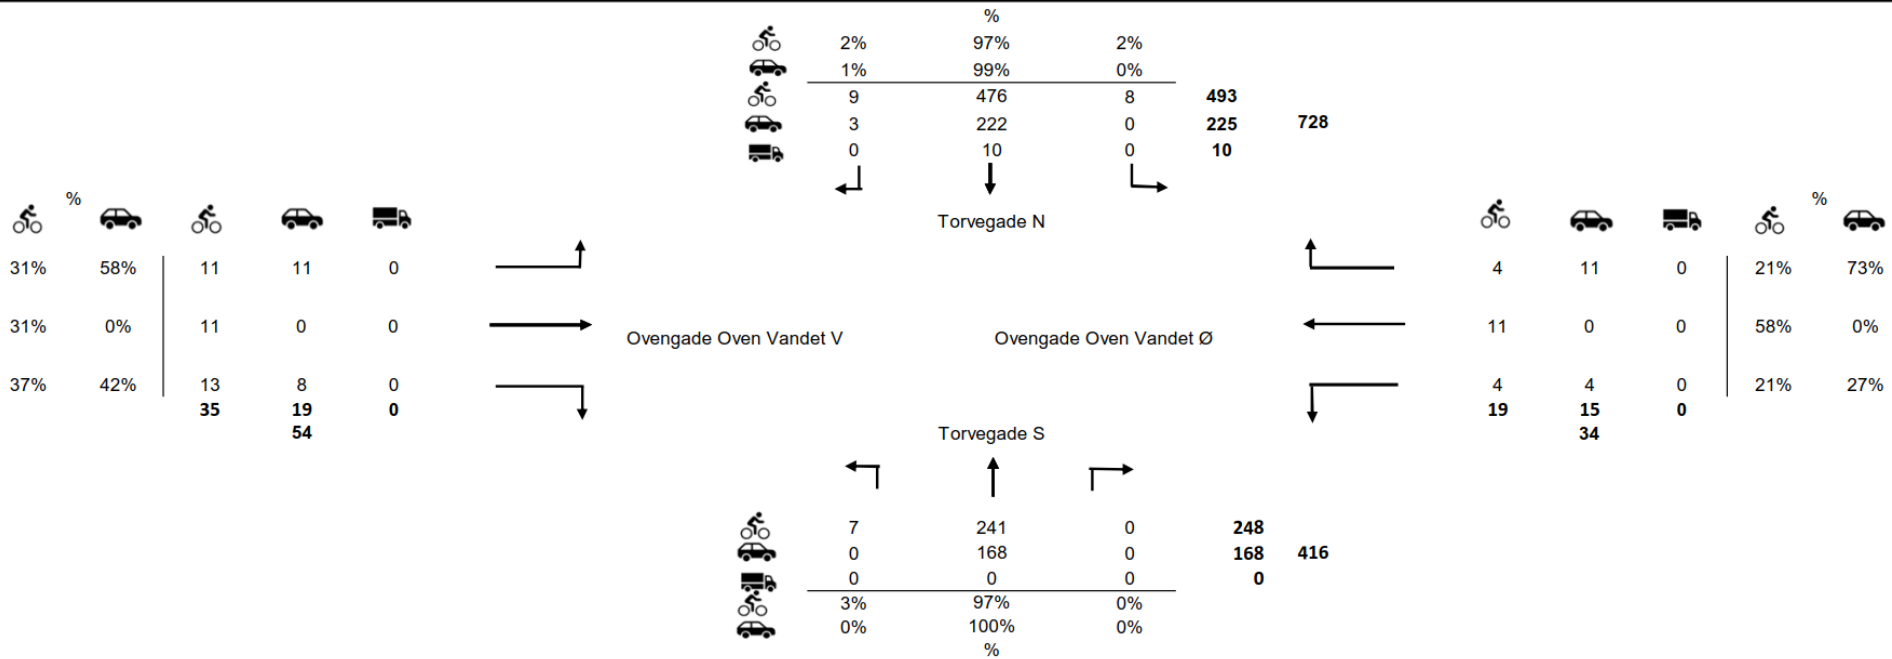 %
2% 97% 2%
1% 99% 0%
9 476 8 493
3 222 0 225 728
0 10 0 10
% %
Torvegade N
31% 58% 11 11 0 4 11 0 21% 73%
31% 0% 11 0 0 11 0 0 58% 0%
Ovengade Oven Vandet V Ovengade Oven Vandet Ø
37% 42% 13 8 0 4 4 0 21% 27%
35 19 0 19 15 0
54 Torvegade S 34
7 241 0 248
0 168 0 168 416
0 0 0 0
3% 97% 0%
0% 100% 0%
%